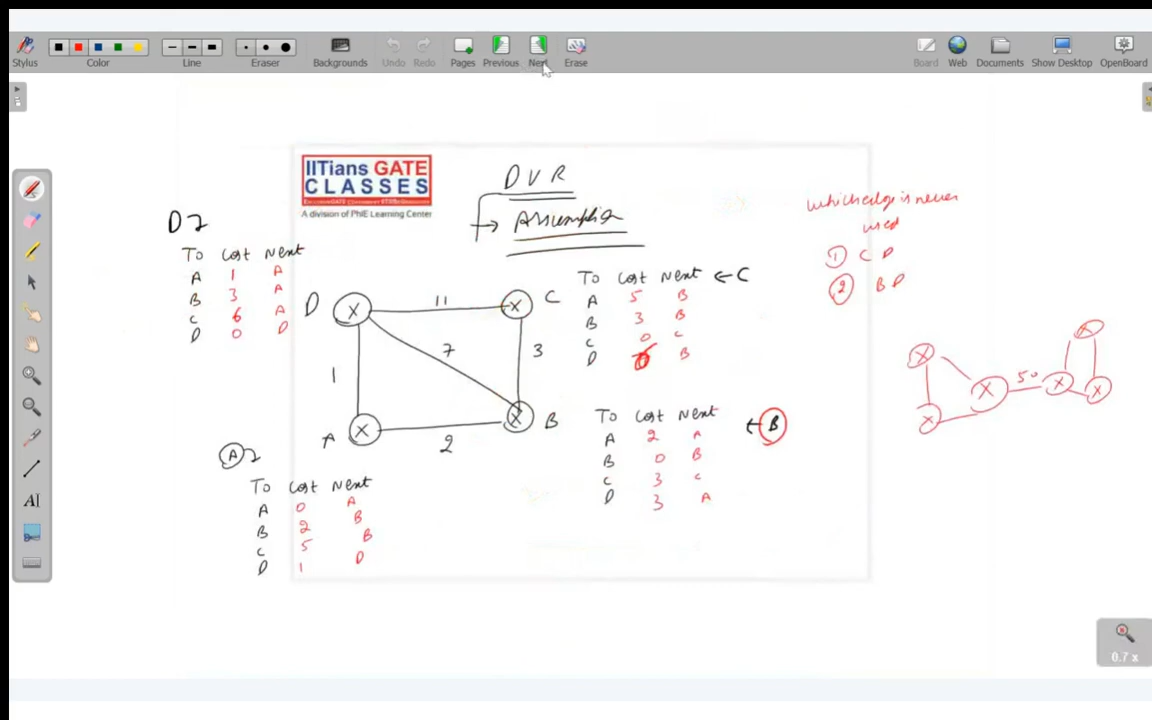 Stylus
Color
Line
Eraser
Backgrounds
Undo
Redo
Pages
Previous
Next
Erase
Board
Web
Documents
Show Desktop
OpenBoard
IITians GATE
CLASSES
A division of PhIE Learning Center
DVR
→ Assumption
which edge is never
used
① C D
② B D
D
To Cost Next
A 1 A
B 3 A
C 6 A
D 0 D
D X 11 X C
To Cost Next ← C
A 5 B
B 3 B
C 0 C
D 6 B
1
7
3
A X 2 X B
To Cost Next ← B
A 2 A
B 0 B
C 3 C
D 3 A
A
To Cost Next
A 0 A
B 2 B
C 5 B
D 1 D
X X X 50 X X X
AI
0.7 x